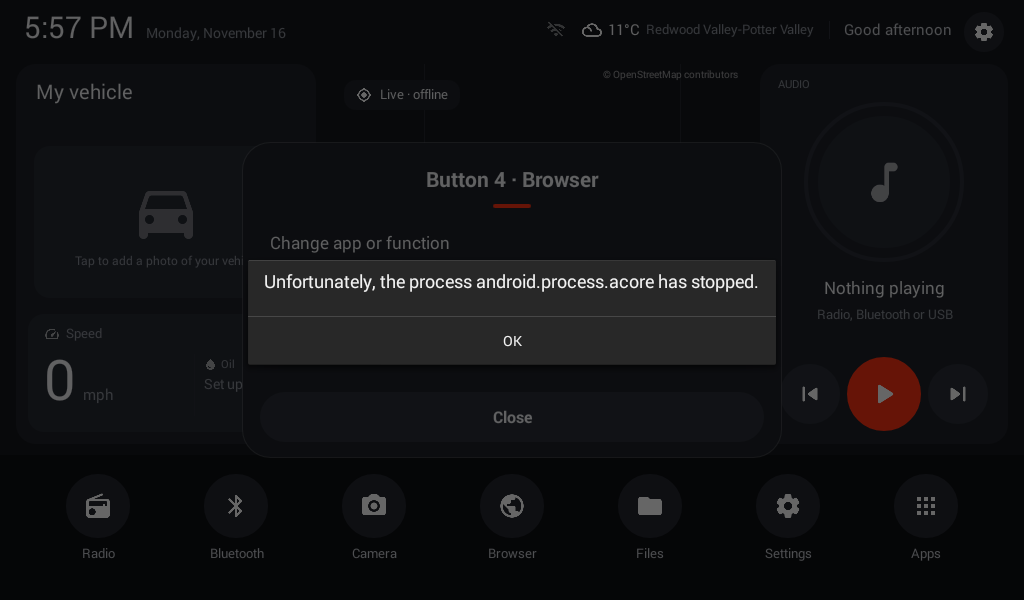 5:57 PM Monday, November 16
11°C Redwood Valley-Potter Valley
Good afternoon
My vehicle
Live · offline
© OpenStreetMap contributors
AUDIO
Button 4 · Browser
Change app or function
Tap to add a photo of your vehi
Unfortunately, the process android.process.acore has stopped.
OK
Nothing playing
Radio, Bluetooth or USB
Speed
0 mph
Oil
Set up
Close
Radio
Bluetooth
Camera
Browser
Files
Settings
Apps